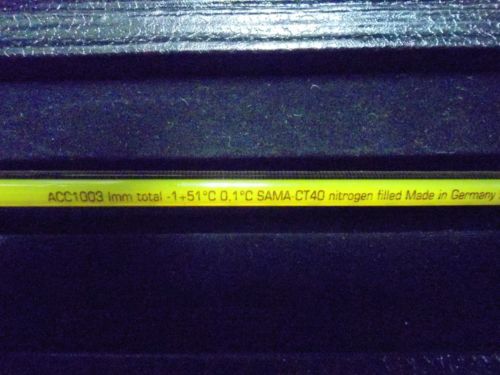 ACC1003 Imm total -1+51°C 0,1°C SAMA-CT40 nitrogen filled Made in Germany